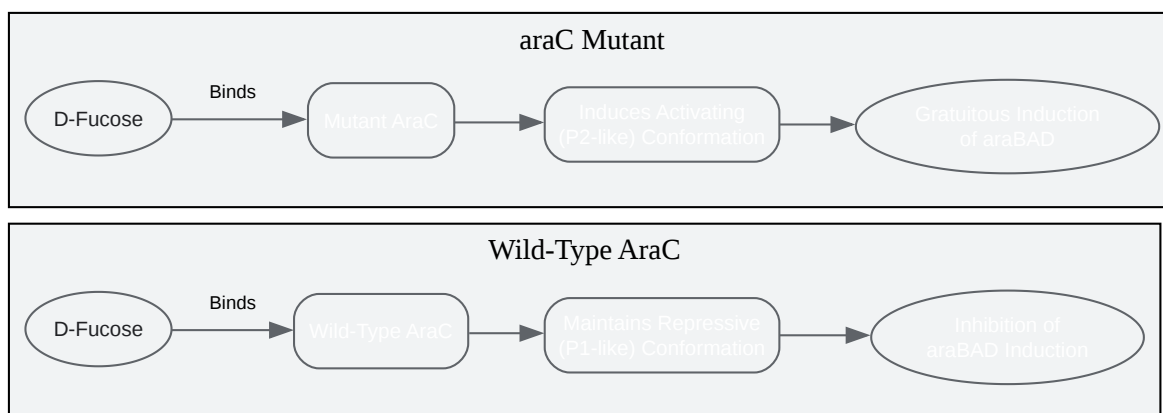 araC Mutant
D-Fucose
Binds
Mutant AraC
Induces Activating
(P2-like) Conformation
Gratuitous Induction
of araBAD
Wild-Type AraC
D-Fucose
Binds
Wild-Type AraC
Maintains Repressive
(P1-like) Conformation
Inhibition of
araBAD Induction